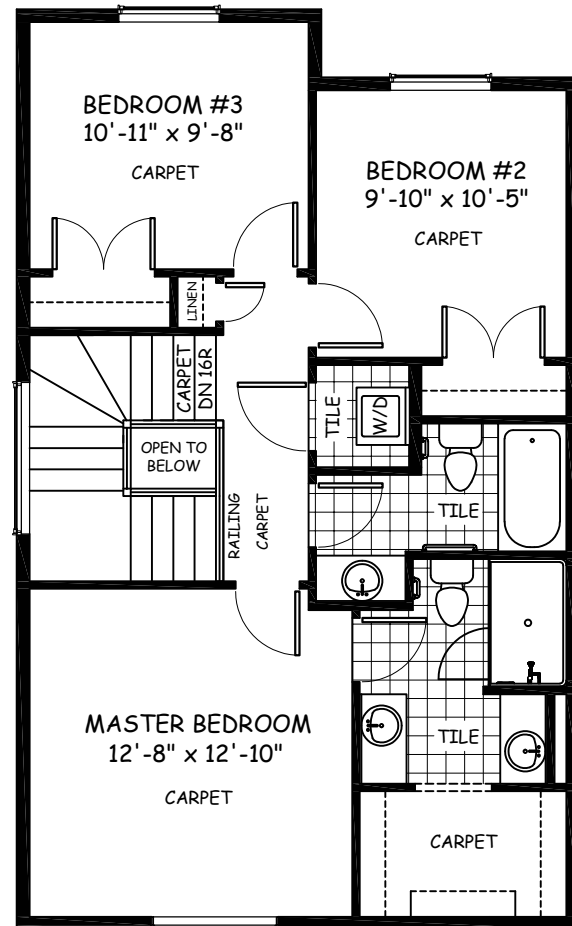 BEDROOM #3
10'-11" x 9'-8"
CARPET
BEDROOM #2
9'-10" x 10'-5"
CARPET
LINEN
CARPET
DN 16R
TILE
W/D
OPEN TO
BELOW
RAILING
CARPET
TILE
MASTER BEDROOM
12'-8" x 12'-10"
CARPET
TILE
CARPET